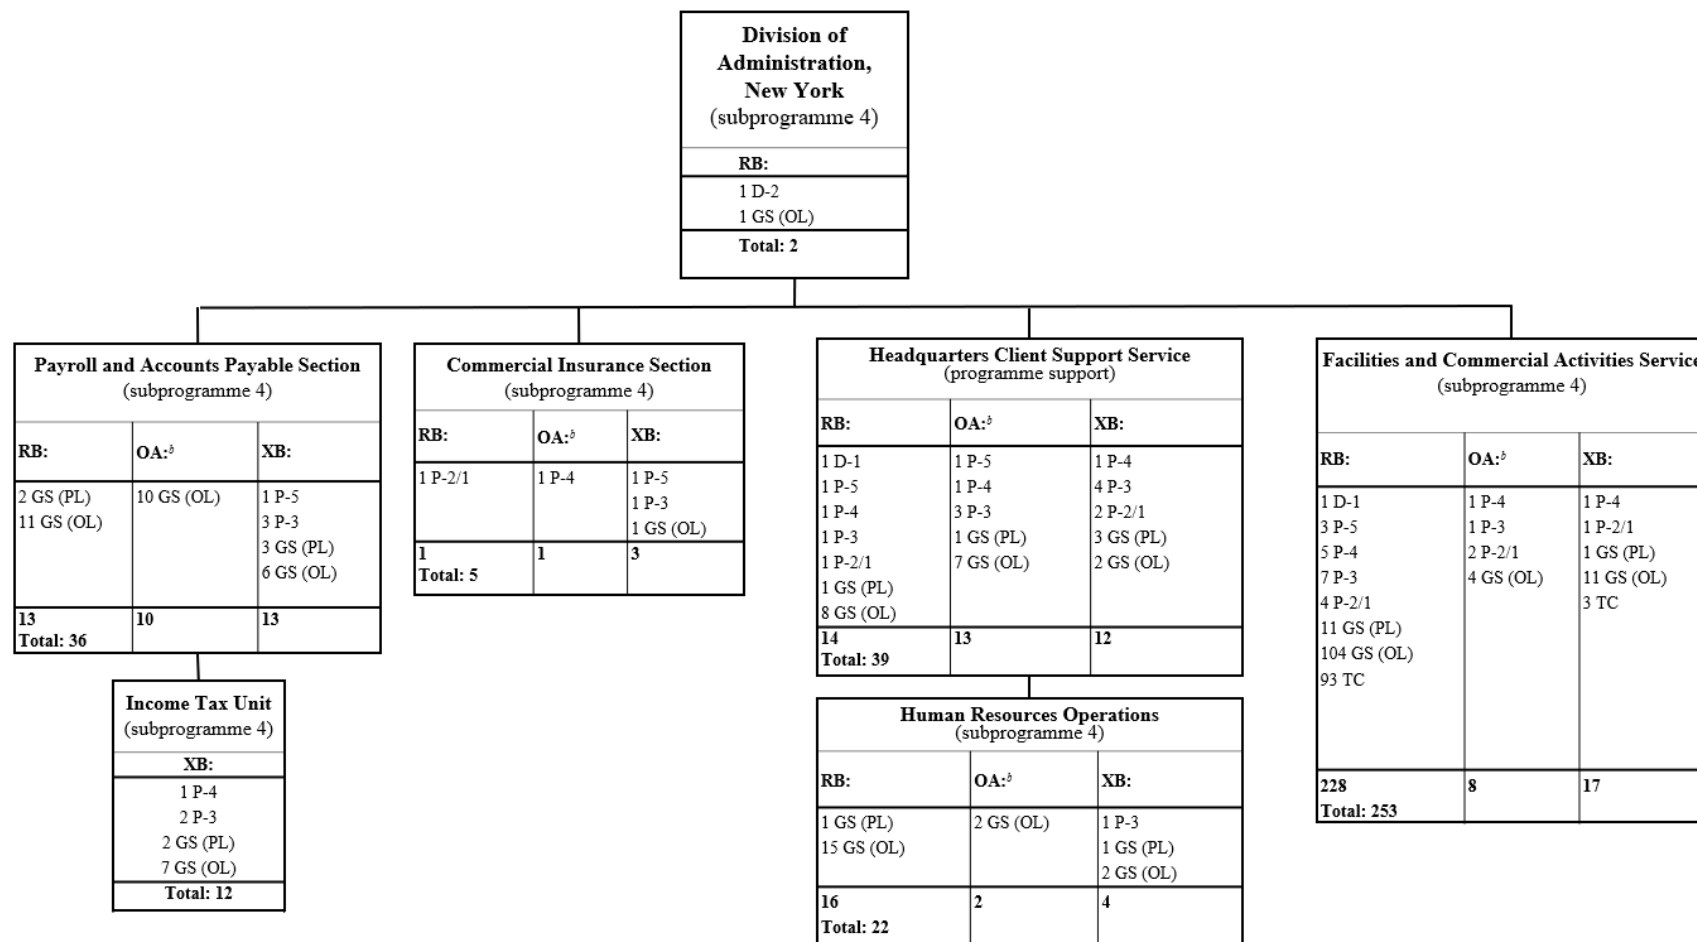 Division of
Administration,
New York
(subprogramme 4)
RB:
1 D-2
1 GS (OL)
Total: 2
Payroll and Accounts Payable Section
(subprogramme 4)
RB:
OA:b
XB:
2 GS (PL)
11 GS (OL)
10 GS (OL)
1 P-5
3 P-3
3 GS (PL)
6 GS (OL)
13
10
13
Total: 36
Income Tax Unit
(subprogramme 4)
XB:
1 P-4
2 P-3
2 GS (PL)
7 GS (OL)
Total: 12
Commercial Insurance Section
(subprogramme 4)
RB:
OA:b
XB:
1 P-2/1
1 P-4
1 P-5
1 P-3
1 GS (OL)
1
1
3
Total: 5
Headquarters Client Support Service
(programme support)
RB:
OA:b
XB:
1 D-1
1 P-5
1 P-4
1 P-3
1 P-2/1
1 GS (PL)
8 GS (OL)
1 P-5
1 P-4
3 P-3
1 GS (PL)
7 GS (OL)
1 P-4
4 P-3
2 P-2/1
3 GS (PL)
2 GS (OL)
14
13
12
Total: 39
Human Resources Operations
(subprogramme 4)
RB:
OA:b
XB:
1 GS (PL)
15 GS (OL)
2 GS (OL)
1 P-3
1 GS (PL)
2 GS (OL)
16
2
4
Total: 22
Facilities and Commercial Activities Service
(subprogramme 4)
RB:
OA:b
XB:
1 D-1
3 P-5
5 P-4
7 P-3
4 P-2/1
11 GS (PL)
104 GS (OL)
93 TC
1 P-4
1 P-3
2 P-2/1
4 GS (OL)
1 P-4
1 P-2/1
1 GS (PL)
11 GS (OL)
3 TC
228
8
17
Total: 253